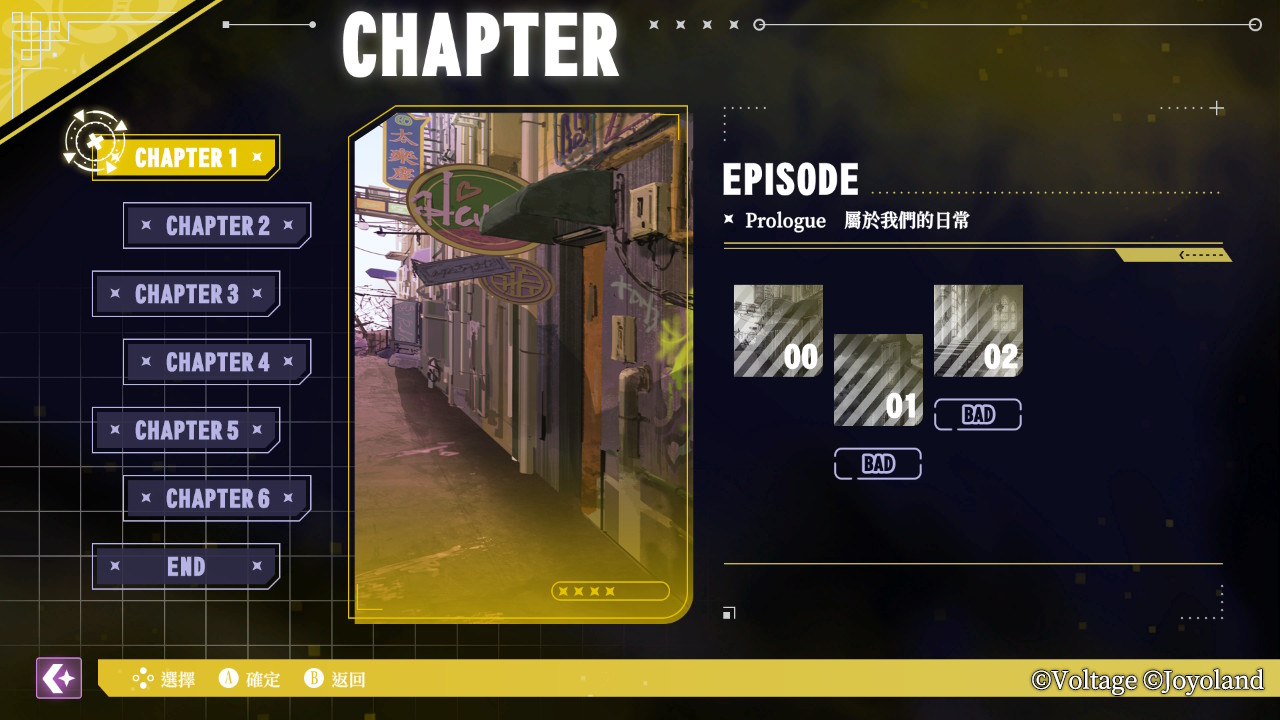 CHAPTER
CHAPTER 1
CHAPTER 2
CHAPTER 3
CHAPTER 4
CHAPTER 5
CHAPTER 6
END
EPISODE
Prologue 屬於我們的日常
00
01
02
BAD
BAD
選擇 A 確定 B 返回
©Voltage ©Joyoland